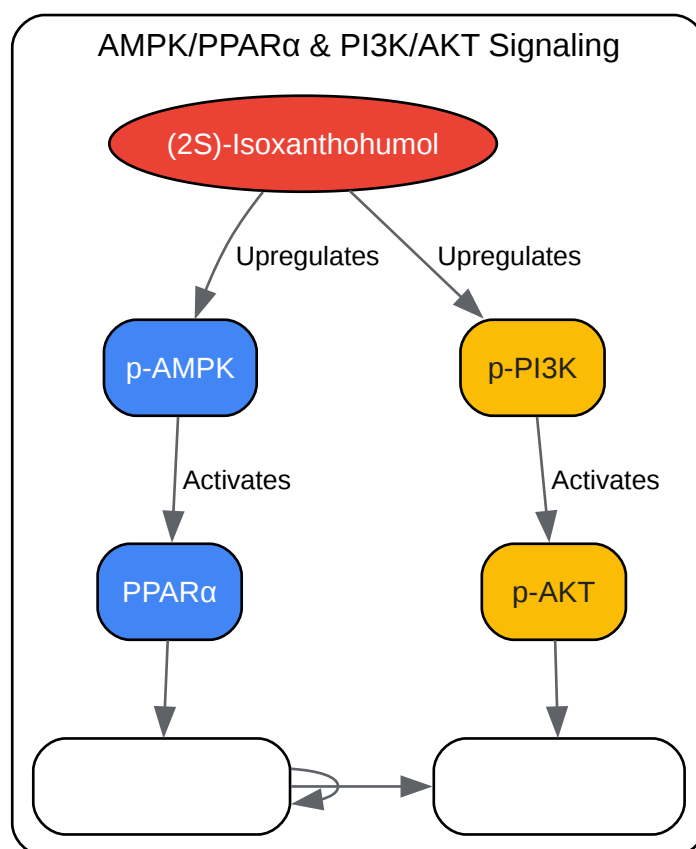 AMPK/PPARα & PI3K/AKT Signaling
(2S)-Isoxanthohumol
Upregulates
Upregulates
p-AMPK
p-PI3K
Activates
Activates
PPARα
p-AKT